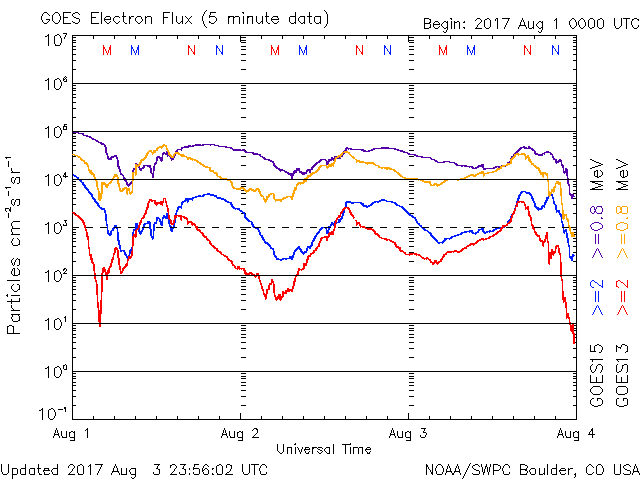 GOES Electron Flux (5 minute data)
Begin: 2017 Aug 1 0000 UTC
10⁷
M M N N M M N N M M N N
10⁶
10⁵
10⁴
10³
10²
10¹
10⁰
10⁻¹
Particles cm⁻²s⁻¹sr⁻¹
Aug 1 Aug 2 Aug 3 Aug 4
Universal Time
GOES15 >=2 >=0.8 MeV
GOES13 >=2 >=0.8 MeV
Updated 2017 Aug 3 23:56:02 UTC
NOAA/SWPC Boulder, CO USA